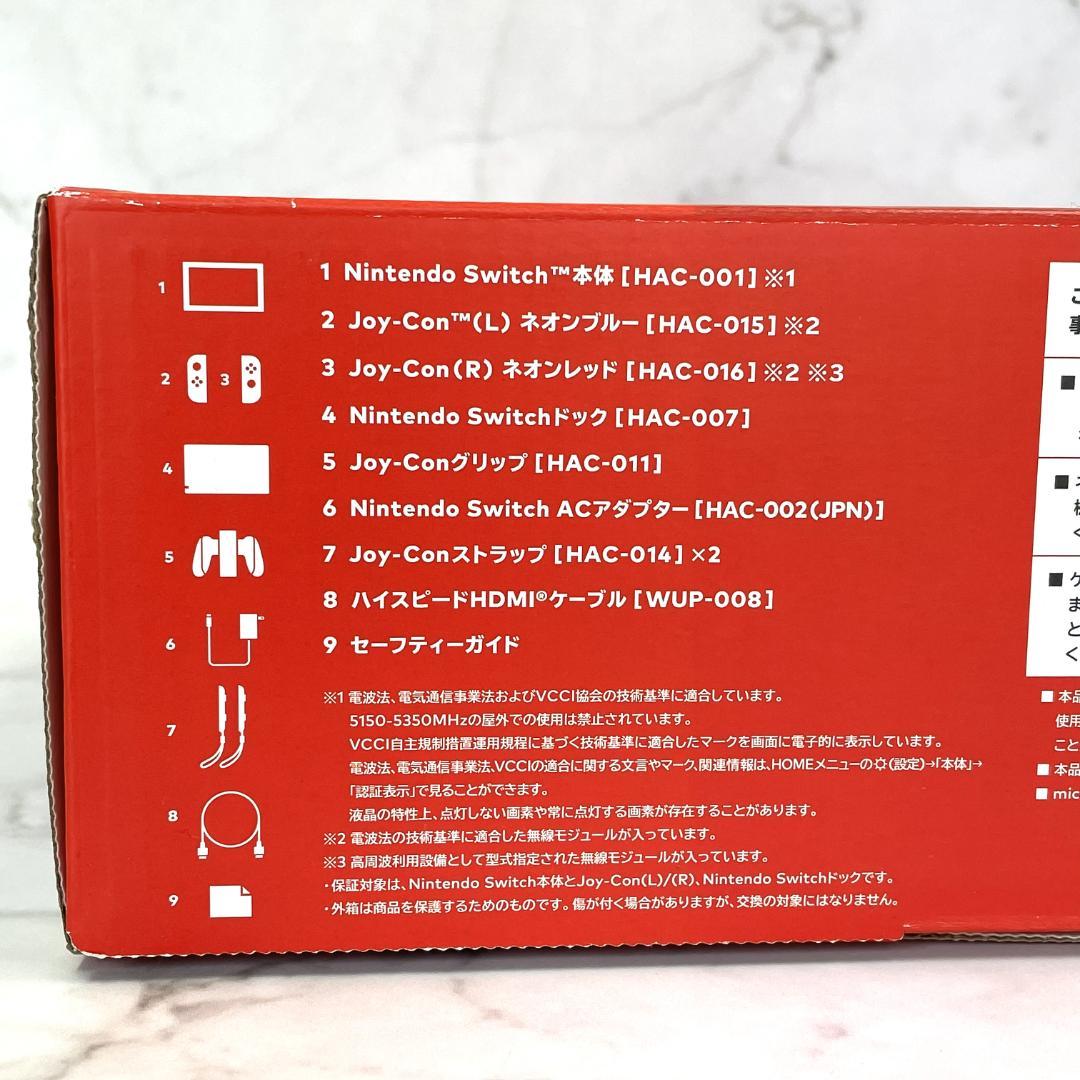 1
2
3
4
5
6
7
8
9
1 Nintendo Switch™本体 [HAC-001] ※1
2 Joy-Con™(L) ネオンブルー [HAC-015] ※2
3 Joy-Con(R) ネオンレッド [HAC-016] ※2 ※3
4 Nintendo Switchドック [HAC-007]
5 Joy-Conグリップ [HAC-011]
6 Nintendo Switch ACアダプター [HAC-002(JPN)]
7 Joy-Conストラップ [HAC-014] ×2
8 ハイスピードHDMI®ケーブル [WUP-008]
9 セーフティーガイド
※1 電波法、電気通信事業法およびVCCI協会の技術基準に適合しています。
5150-5350MHzの屋外での使用は禁止されています。
VCCI自主規制措置運用規程に基づく技術基準に適合したマークを画面に電子的に表示しています。
電波法、電気通信事業法、VCCIの適合に関する文言やマーク、関連情報は、HOMEメニューの(設定)→「本体」→
「認証表示」で見ることができます。
液晶の特性上、点灯しない画素や常に点灯する画素が存在することがあります。
※2 電波法の技術基準に適合した無線モジュールが入っています。
※3 高周波利用設備として型式指定された無線モジュールが入っています。
・保証対象は、Nintendo Switch本体とJoy-Con(L)/(R)、Nintendo Switchドックです。
・外箱は商品を保護するためのものです。傷が付く場合がありますが、交換の対象にはなりません。
■
■
■ ケ
ま
と
く
■ 本品
使用
こと
■ 本品
■ mic